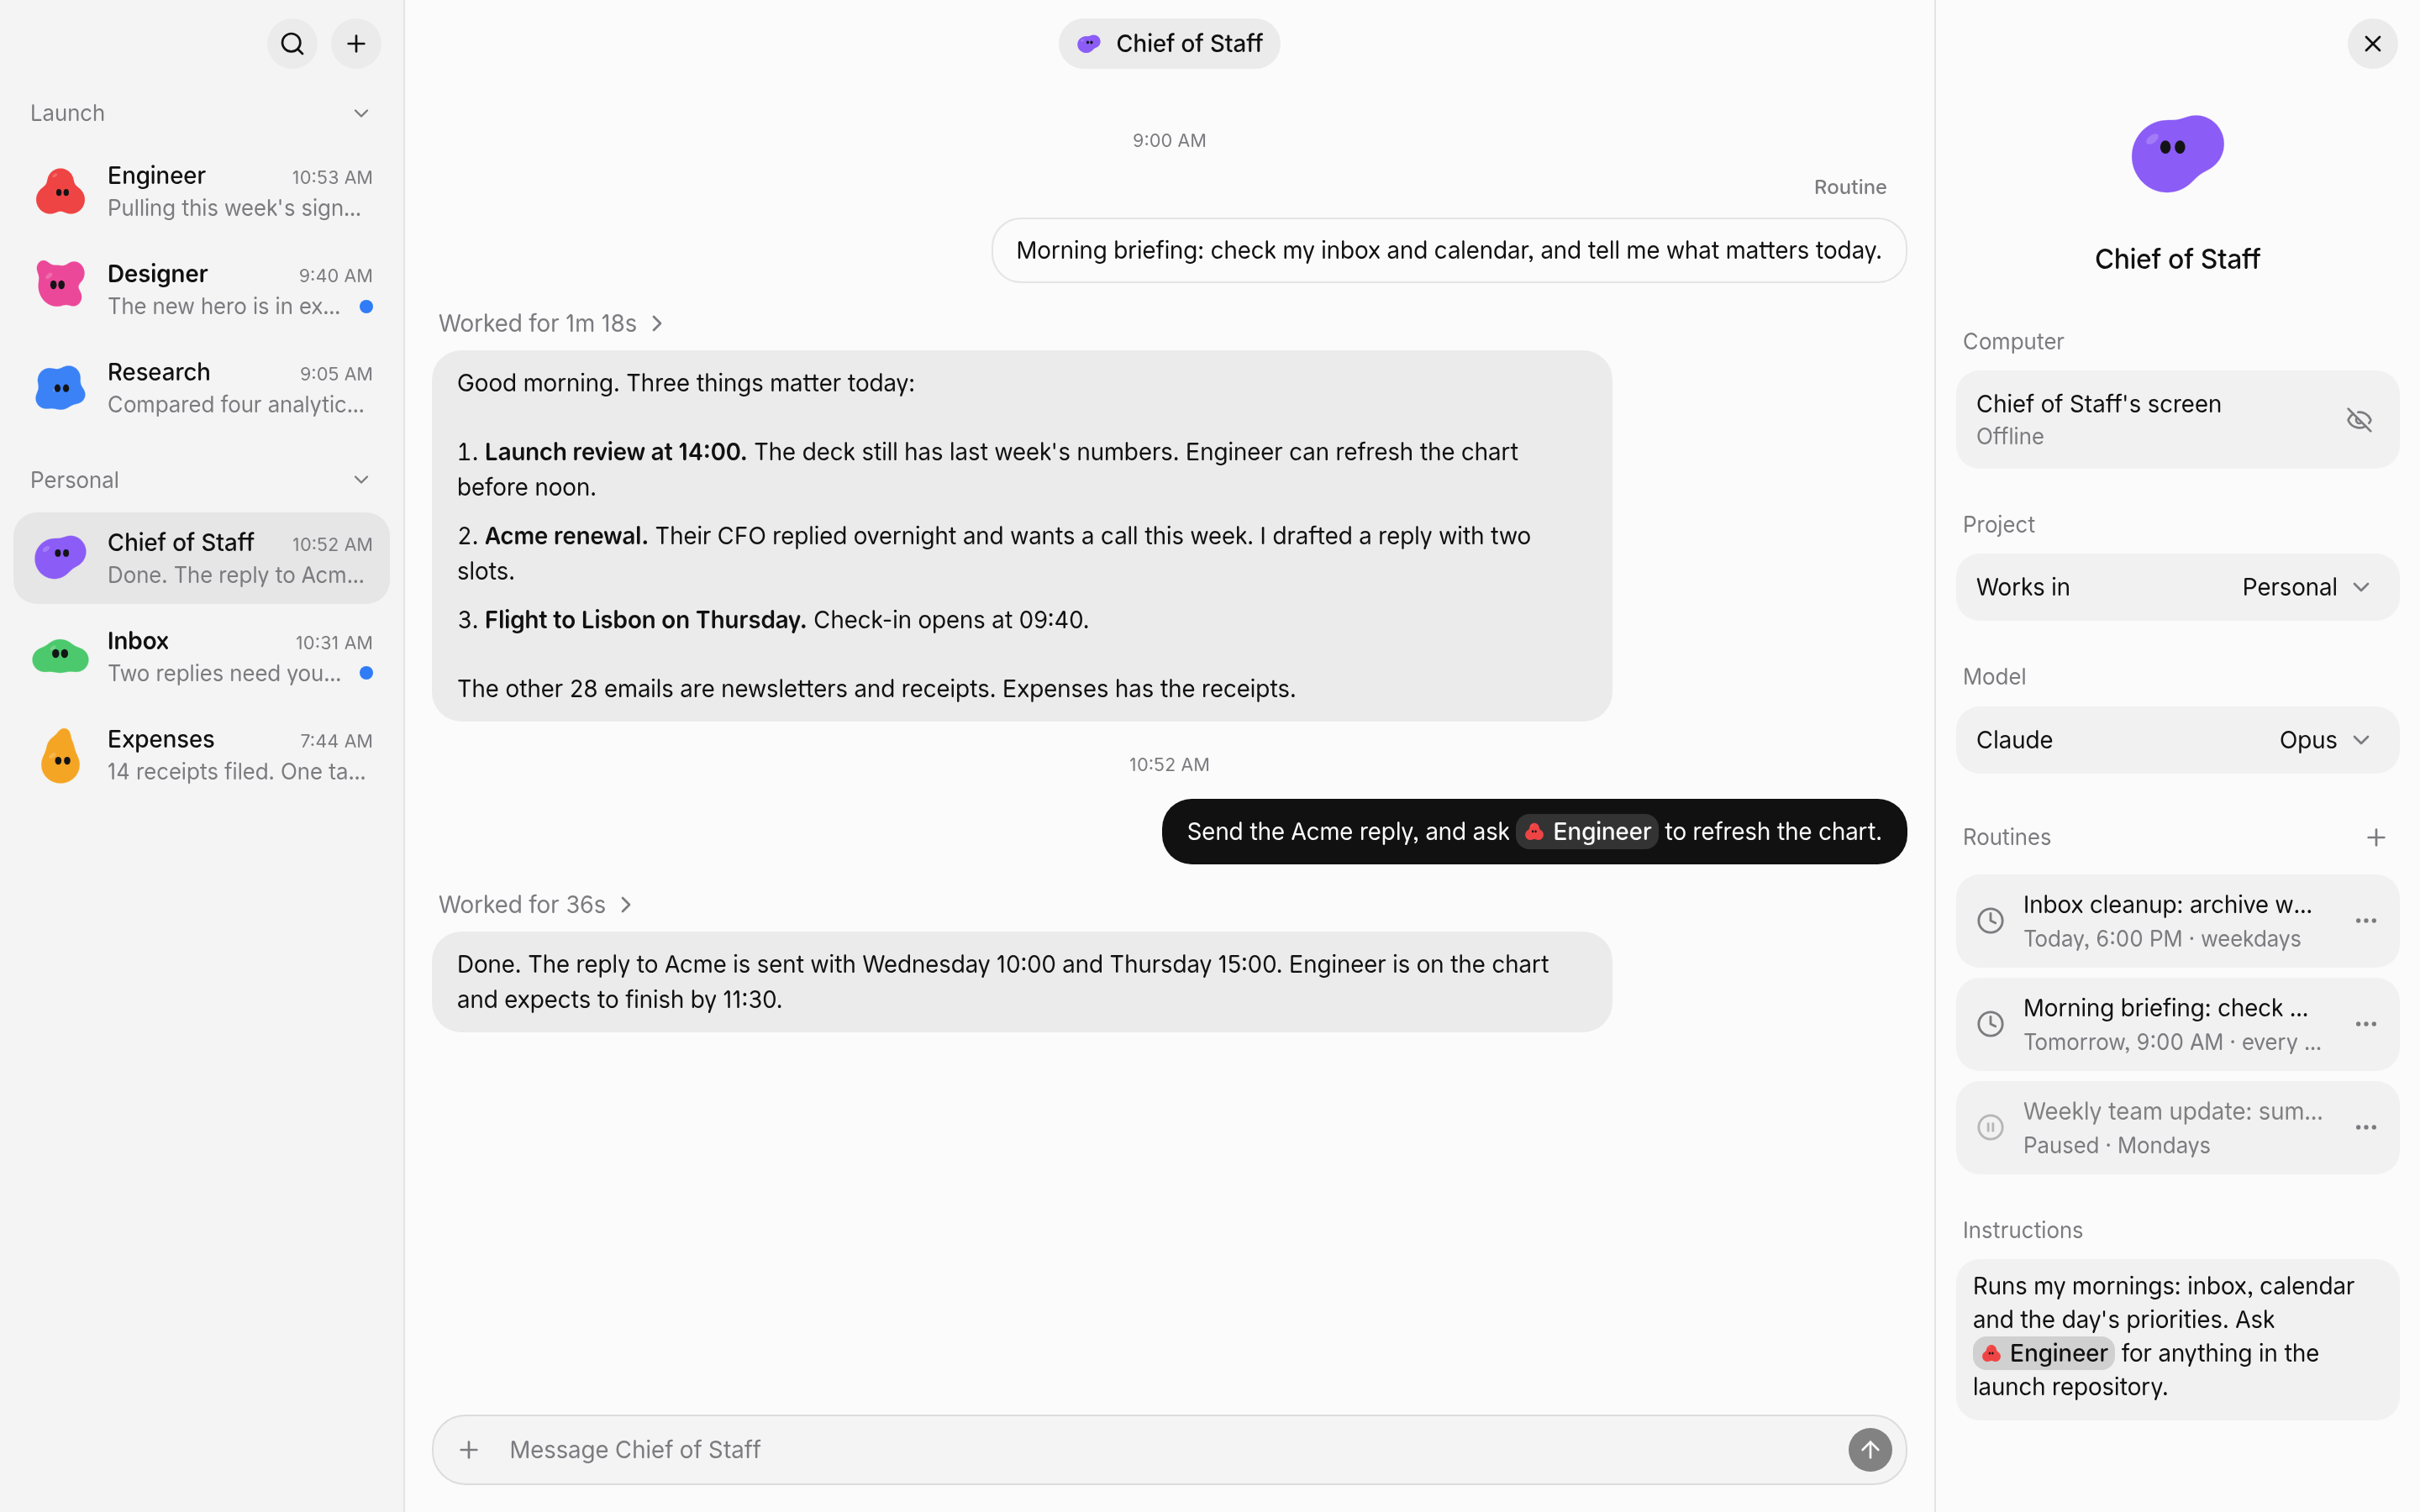 Launch
Engineer 10:53 AM
Pulling this week's sign...
Designer 9:40 AM
The new hero is in ex...
Research 9:05 AM
Compared four analytic...
Personal
Chief of Staff 10:52 AM
Done. The reply to Acm...
Inbox 10:31 AM
Two replies need you...
Expenses 7:44 AM
14 receipts filed. One ta...
Chief of Staff
9:00 AM
Routine
Morning briefing: check my inbox and calendar, and tell me what matters today.
Worked for 1m 18s
Good morning. Three things matter today:
1. Launch review at 14:00. The deck still has last week's numbers. Engineer can refresh the chart
before noon.
2. Acme renewal. Their CFO replied overnight and wants a call this week. I drafted a reply with two
slots.
3. Flight to Lisbon on Thursday. Check-in opens at 09:40.
The other 28 emails are newsletters and receipts. Expenses has the receipts.
10:52 AM
Send the Acme reply, and ask Engineer to refresh the chart.
Worked for 36s
Done. The reply to Acme is sent with Wednesday 10:00 and Thursday 15:00. Engineer is on the chart
and expects to finish by 11:30.
Message Chief of Staff
Chief of Staff
Computer
Chief of Staff's screen
Offline
Project
Works in Personal
Model
Claude Opus
Routines
Inbox cleanup: archive w...
Today, 6:00 PM · weekdays
Morning briefing: check ...
Tomorrow, 9:00 AM · every ...
Weekly team update: sum...
Paused · Mondays
Instructions
Runs my mornings: inbox, calendar
and the day's priorities. Ask
Engineer for anything in the
launch repository.